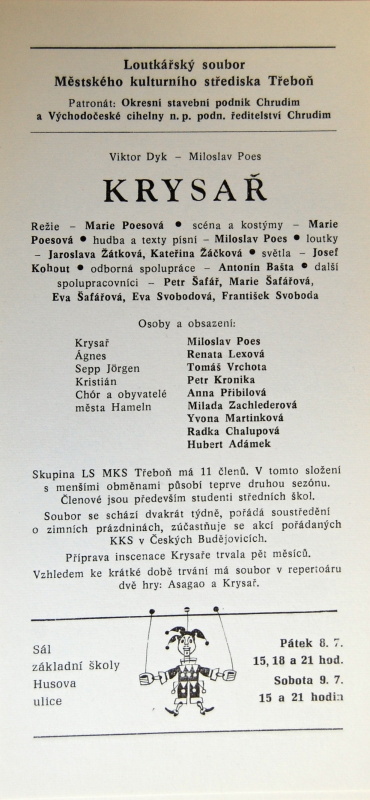 Loutkářský soubor
Městského kulturního střediska Třeboň
Patronát: Okresní stavební podnik Chrudim
a Východočeské cihelny n. p. podn. ředitelství Chrudim
Viktor Dyk – Miloslav Poes
KRYSAŘ
Režie – Marie Poesová ● scéna a kostýmy – Marie
Poesová ● hudba a texty písní – Miloslav Poes ● loutky
– Jaroslava Žátková, Kateřina Žáčková ● světla – Josef
Kohout ● odborná spolupráce – Antonín Bašta ● další
spolupracovníci – Petr Šafář, Marie Šafářová,
Eva Šafářová, Eva Svobodová, František Svoboda
Osoby a obsazení:
Krysař Miloslav Poes
Ágnes Renata Lexová
Sepp Jörgen Tomáš Vrchota
Kristián Petr Kronika
Chór a obyvatelé Anna Přibilová
města Hameln Milada Zachlederová
Yvona Martinková
Radka Chalupová
Hubert Adámek
Skupina LS MKS Třeboň má 11 členů. V tomto složení
s menšími obměnami působí teprve druhou sezónu.
Členové jsou především studenti středních škol.
Soubor se schází dvakrát týdně, pořádá soustředění
o zimních prázdninách, zúčastňuje se akcí pořádaných
KKS v Českých Budějovicích.
Příprava inscenace Krysaře trvala pět měsíců.
Vzhledem ke krátké době trvání má soubor v repertoáru
dvě hry: Asagao a Krysař.
Sál
základní školy
Husova
ulice
Pátek 8. 7.
15, 18 a 21 hod.
Sobota 9. 7.
15 a 21 hodin